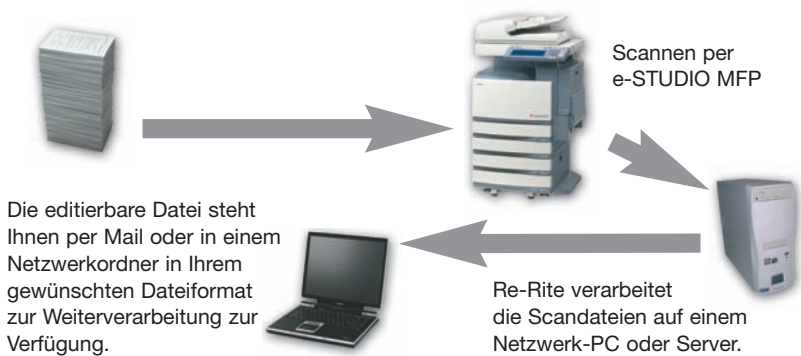 Scannen per
e-STUDIO MFP
Die editierbare Datei steht
Ihnen per Mail oder in einem
Netzwerkordner in Ihrem
gewünschten Dateiformat
zur Weiterverarbeitung zur
Verfügung.
Re-Rite verarbeitet
die Scandateien auf einem
Netzwerk-PC oder Server.